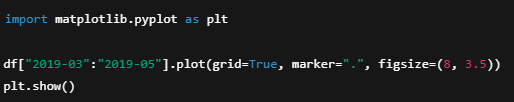 import matplotlib.pyplot as plt
df["2019-03":"2019-05"].plot(grid=True, marker=".", figsize=(8, 3.5))
plt.show()